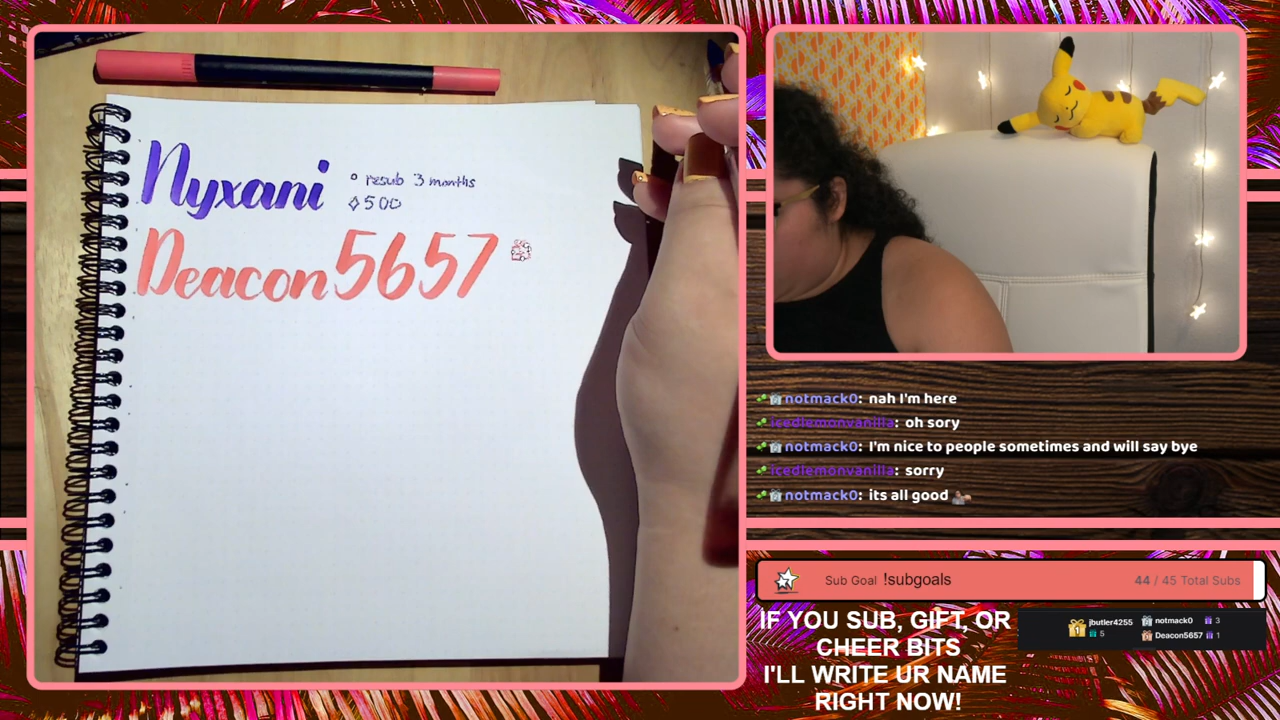 Nyxani
° resub 3 months
◊500
Deacon5657
notmack0: nah I'm here
icedlemonvanilla: oh sory
notmack0: I'm nice to people sometimes and will say bye
icedlemonvanilla: sorry
notmack0: its all good
Sub Goal !subgoals 44 / 45 Total Subs
IF YOU SUB, GIFT, OR
CHEER BITS
I'LL WRITE UR NAME
RIGHT NOW!
1 jbutler4255
5
notmack0 3
Deacon5657 1